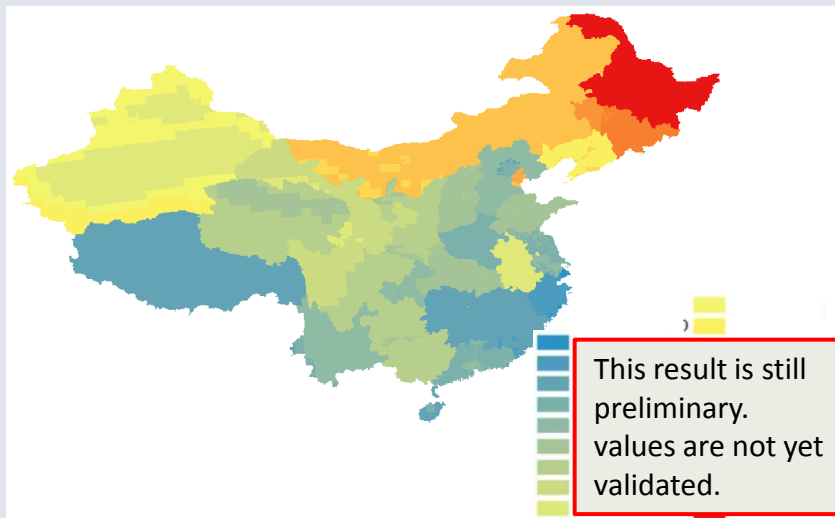 This result is still
preliminary.
values are not yet
validated.